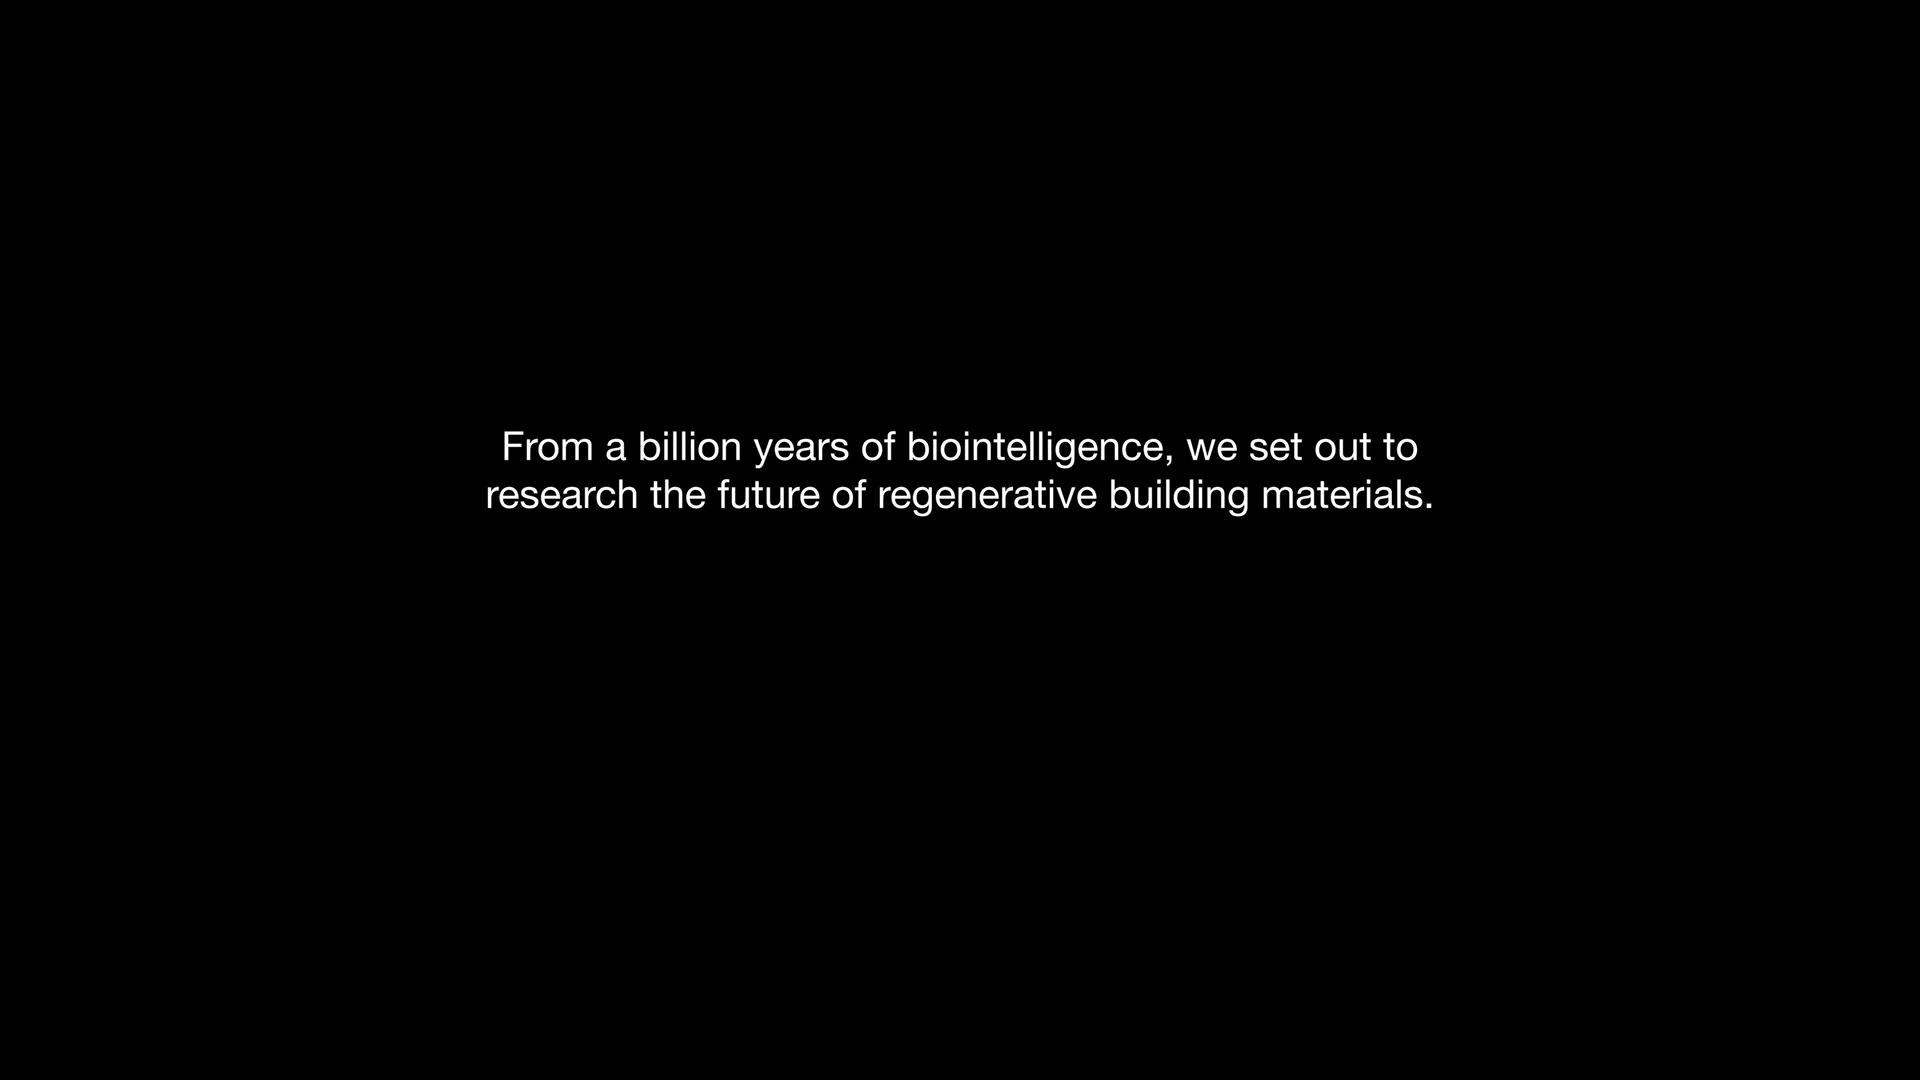 From a billion years of biointelligence, we set out to
research the future of regenerative building materials.